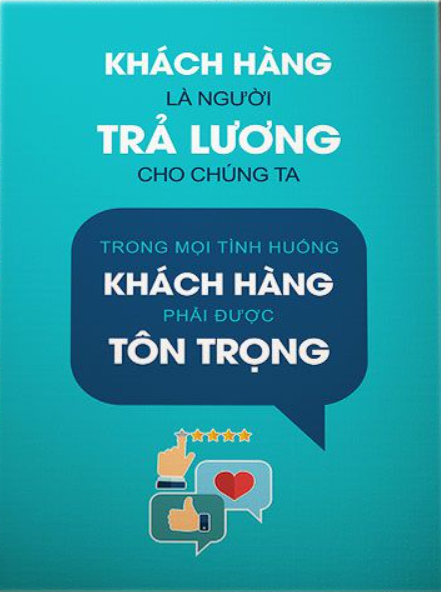 KHÁCH HÀNG
LÀ NGƯỜI
TRẢ LƯƠNG
CHO CHÚNG TA
TRONG MỌI TÌNH HUỐNG
KHÁCH HÀNG
PHẢI ĐƯỢC
TÔN TRỌNG